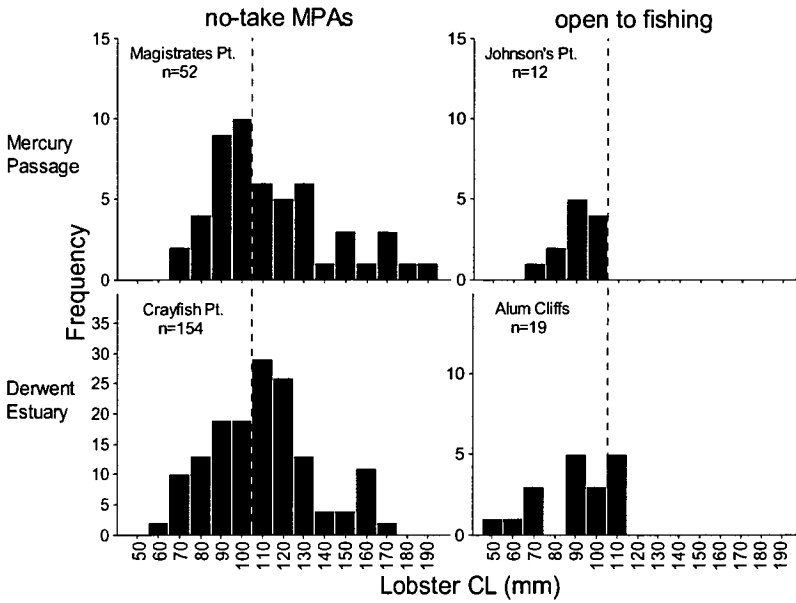 no-take MPAs
open to fishing
Mercury
Passage
Derwent
Estuary
Frequency
15
10
5
0
Magistrates Pt.
n=52
15
10
5
0
Johnson's Pt.
n=12
35
30
25
20
15
10
5
0
Crayfish Pt.
n=154
50 60 70 80 90 100 110 120 130 140 150 160 170 180 190
10
5
0
Alum Cliffs
n=19
50 60 70 80 90 100 110 120 130 140 150 160 170 180 190
Lobster CL (mm)